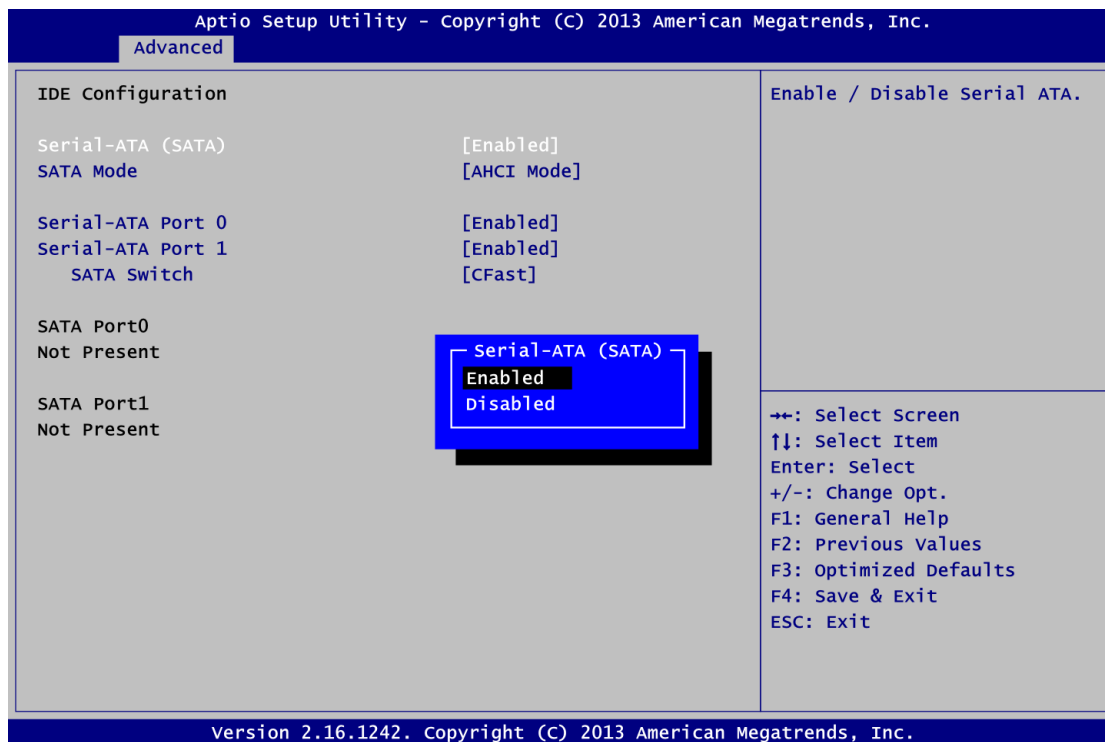 Aptio Setup Utility - Copyright (C) 2013 American Megatrends, Inc.
Advanced
IDE Configuration
Serial-ATA (SATA) [Enabled]
SATA Mode [AHCI Mode]
Serial-ATA Port 0 [Enabled]
Serial-ATA Port 1 [Enabled]
SATA Switch [CFast]
SATA Port0
Not Present
SATA Port1
Not Present
Serial-ATA (SATA)
Enabled
Disabled
Enable / Disable Serial ATA.
→←: Select Screen
↑↓: Select Item
Enter: Select
+/-: Change Opt.
F1: General Help
F2: Previous Values
F3: Optimized Defaults
F4: Save & Exit
ESC: Exit
Version 2.16.1242. Copyright (C) 2013 American Megatrends, Inc.